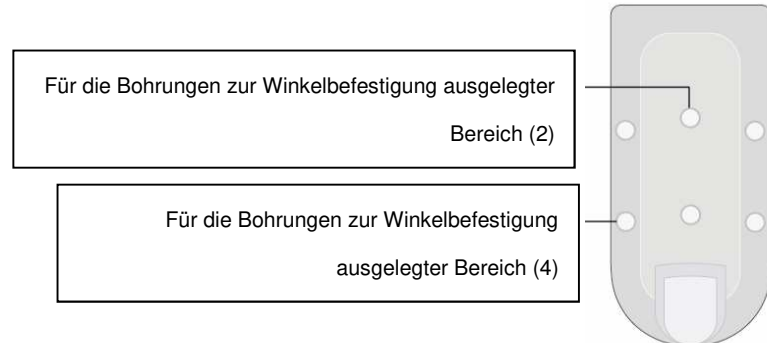 Für die Bohrungen zur Winkelbefestigung ausgelegter
Bereich (2)
Für die Bohrungen zur Winkelbefestigung
ausgelegter Bereich (4)